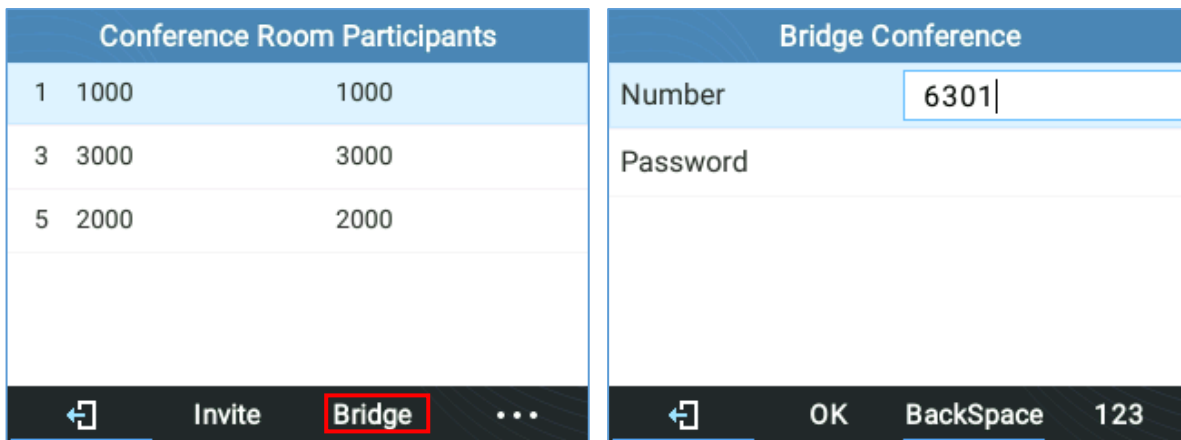 Conference Room Participants
1 1000 1000
3 3000 3000
5 2000 2000
Invite Bridge ...
Bridge Conference
Number 6301
Password
OK BackSpace 123